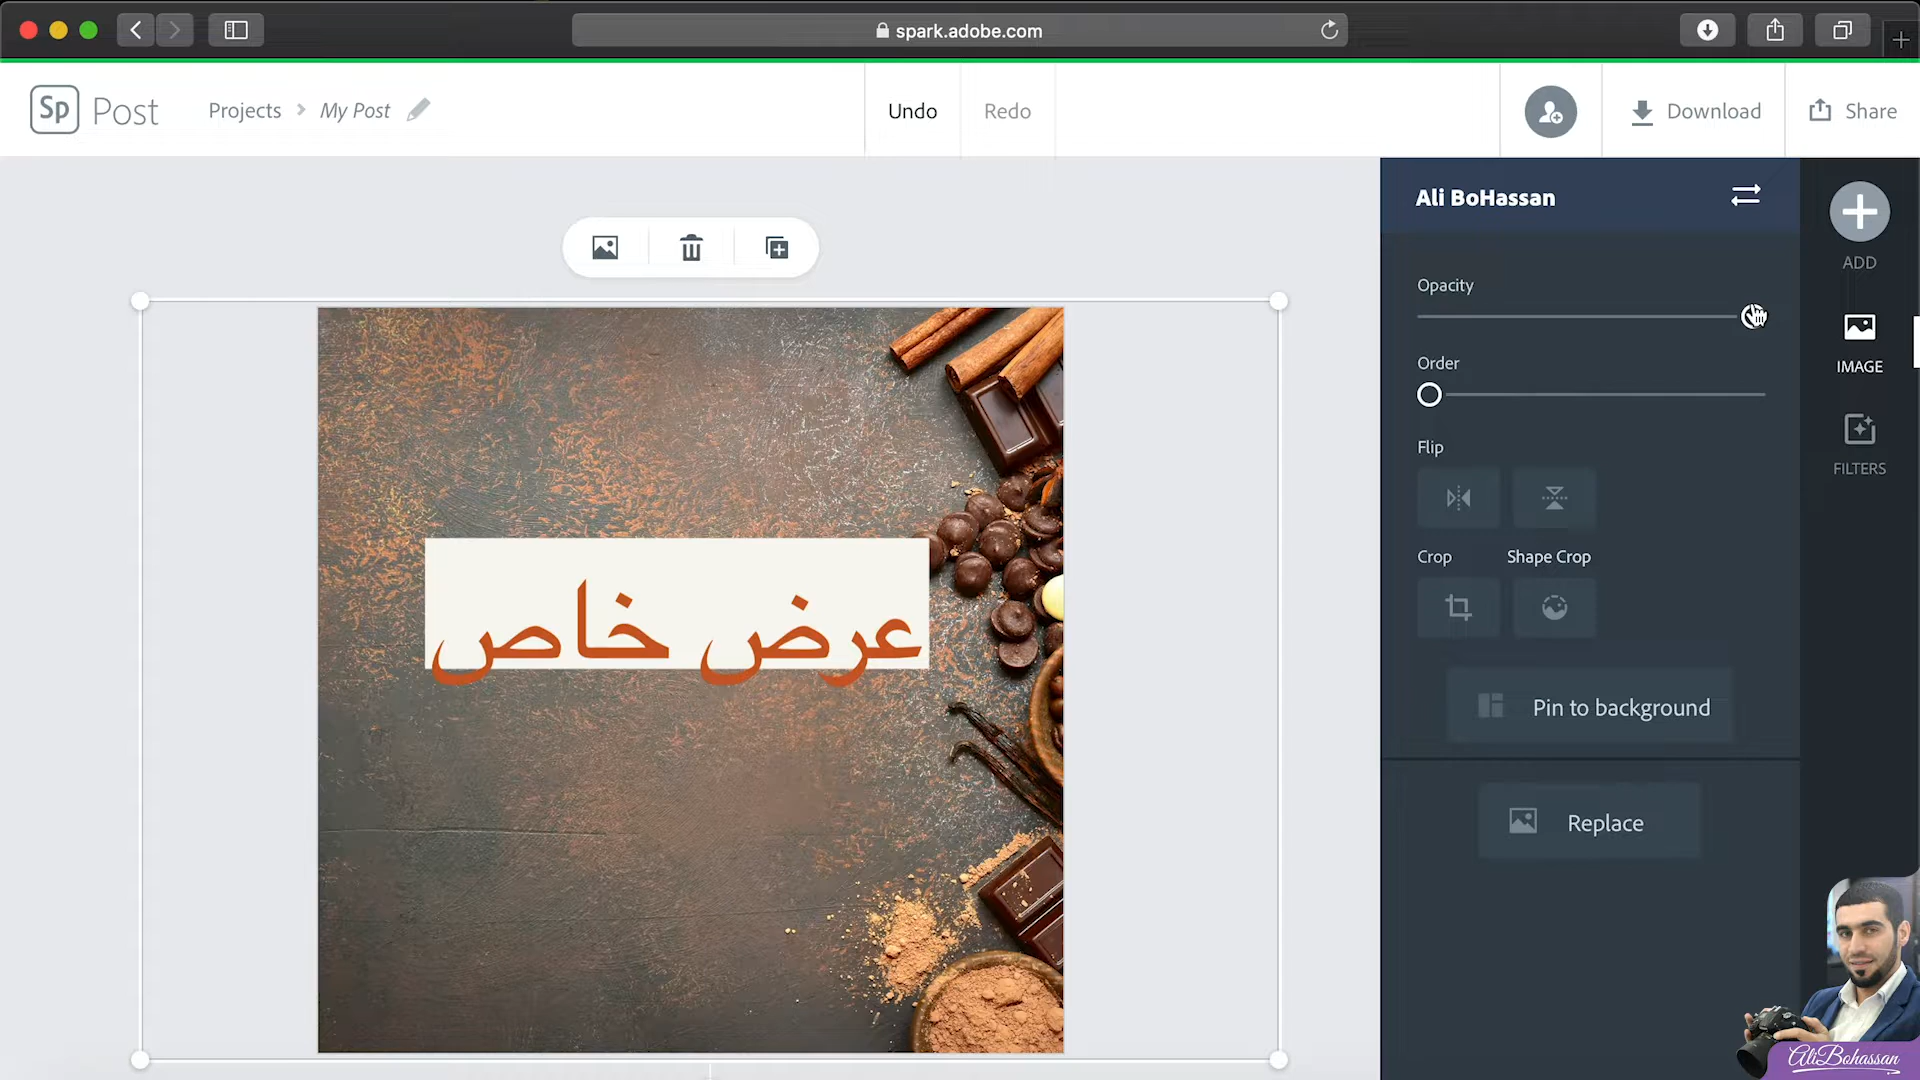 spark.adobe.com
Sp Post
Projects > My Post
Undo
Redo
Download
Share
Ali BoHassan
Opacity
Order
Flip
Crop
Shape Crop
Pin to background
Replace
ADD
IMAGE
FILTERS
عرض خاص
AliBohassan